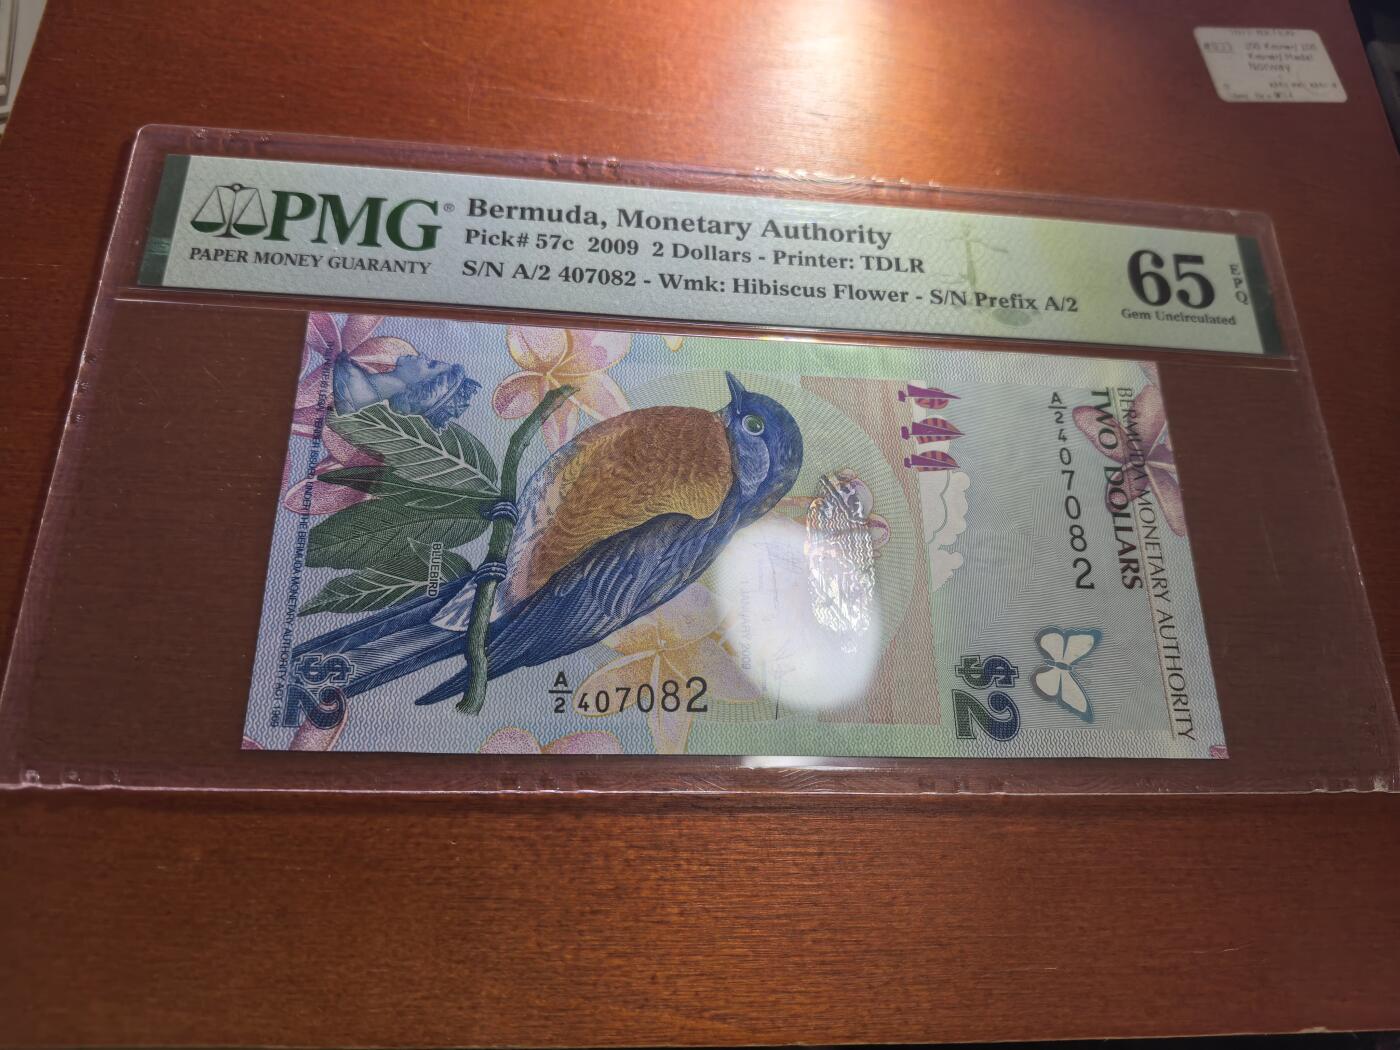 PMG®
PAPER MONEY GUARANTY
Bermuda, Monetary Authority
Pick# 57c 2009 2 Dollars - Printer: TDLR
S/N A/2 407082 - Wmk: Hibiscus Flower - S/N Prefix A/2
65
EPQ
Gem Uncirculated
BERMUDA MONETARY AUTHORITY
TWO DOLLARS
A/2 407082
BLUEBIRD
$2
A/2 407082
$2
1 JANUARY 2009
Norway